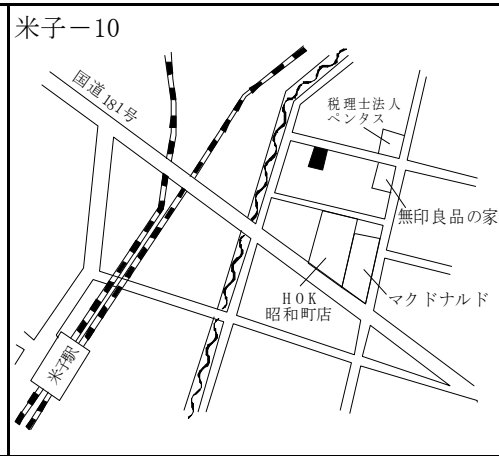 米子－10
国道181号
税理士法人
ペンタス
無印良品の家
マクドナルド
HOK
昭和町店
米子駅